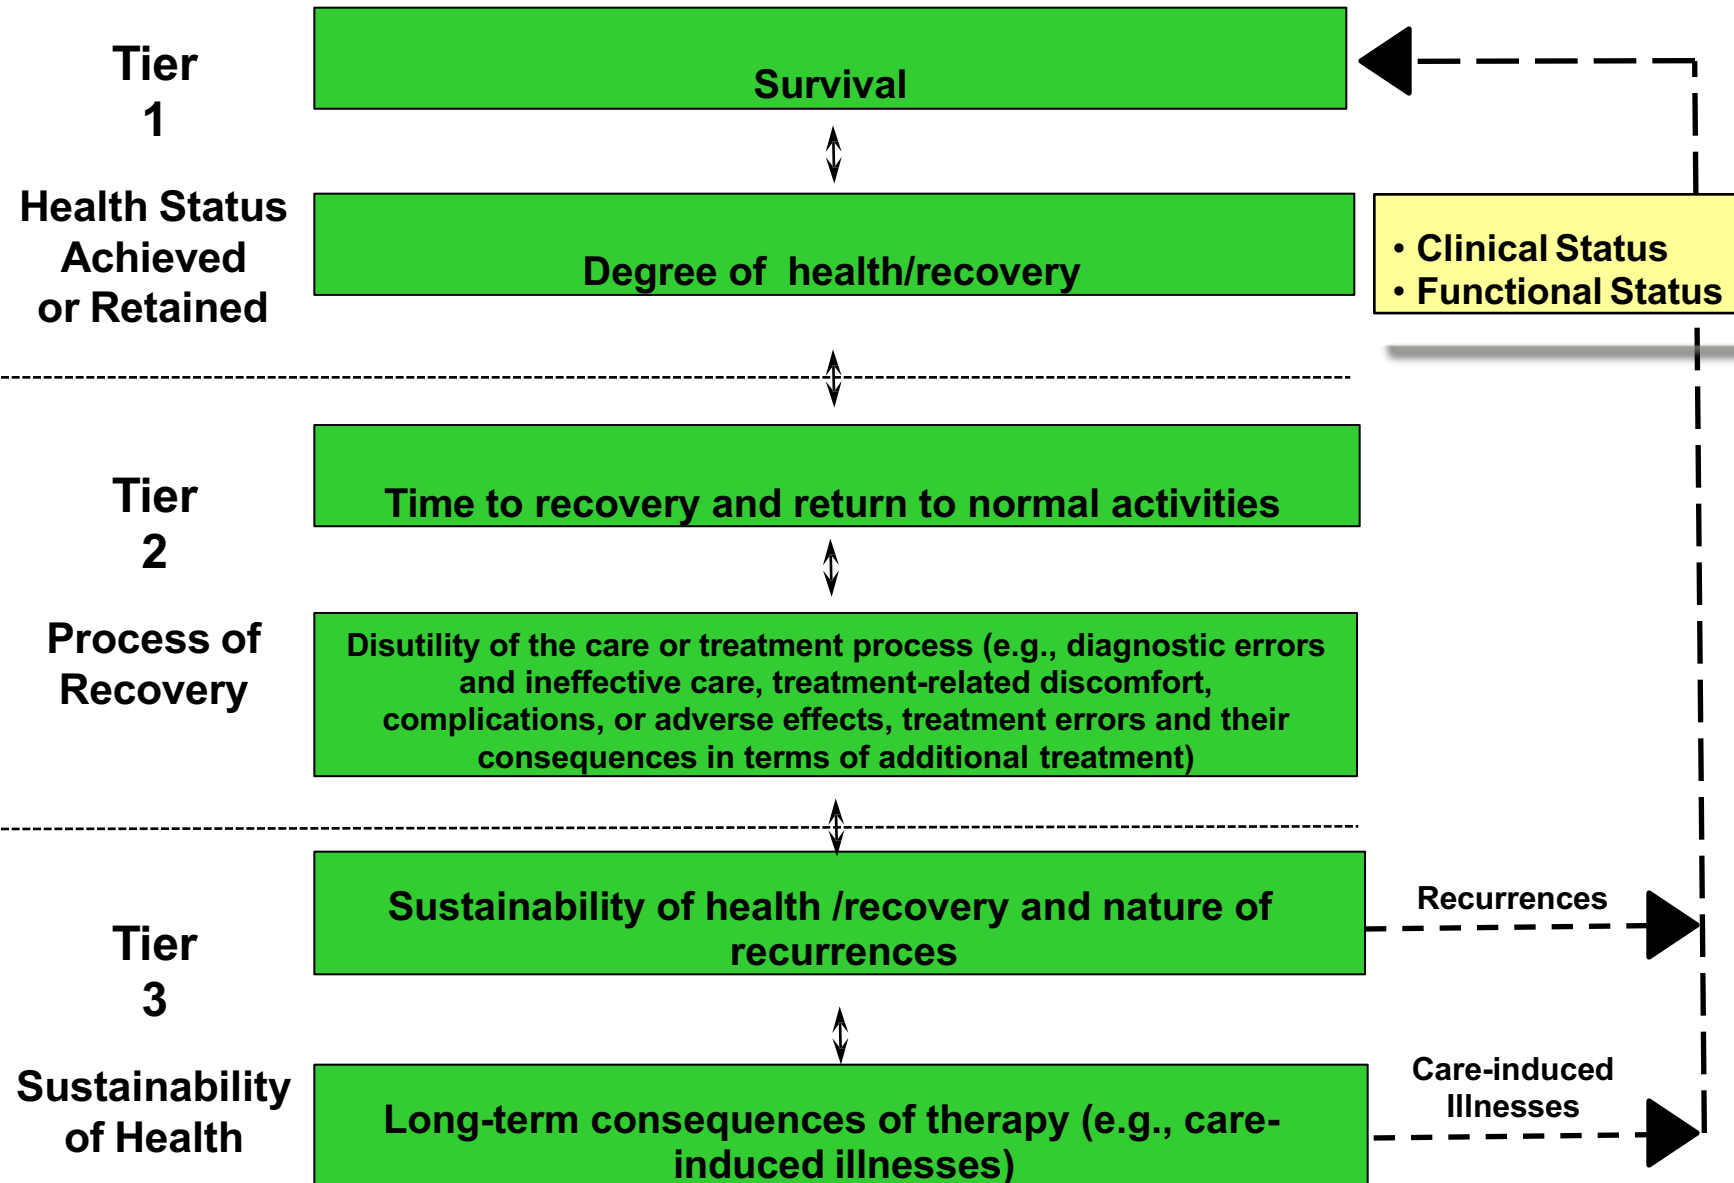 Tier
1
Survival
Health Status
Achieved
or Retained
Degree of health/recovery
• Clinical Status
• Functional Status
Tier
2
Time to recovery and return to normal activities
Process of
Recovery
Disutility of the care or treatment process (e.g., diagnostic errors
and ineffective care, treatment-related discomfort,
complications, or adverse effects, treatment errors and their
consequences in terms of additional treatment)
Tier
3
Sustainability of health /recovery and nature of
recurrences
Recurrences
Sustainability
of Health
Long-term consequences of therapy (e.g., care-
induced illnesses)
Care-induced
Illnesses